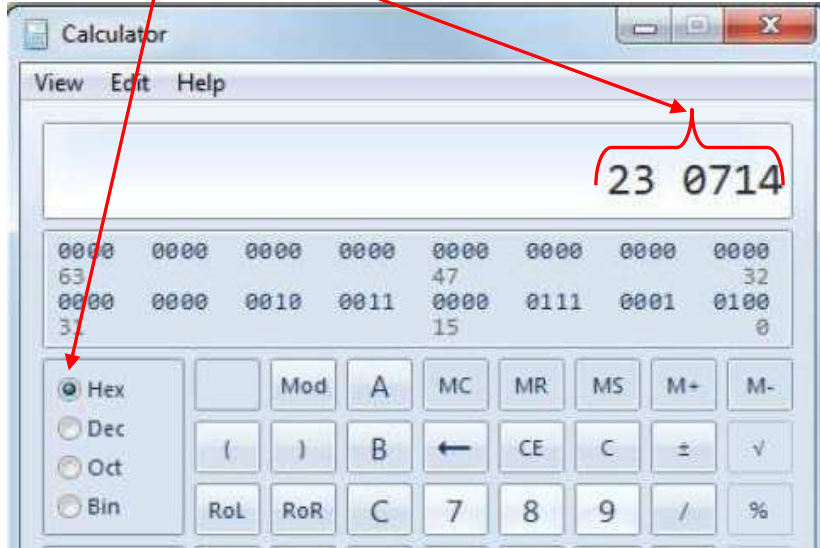 Calculator
View Edit Help
23 0714
0000 0000 0000 0000 0000 0000 0000 0000
63 47 32
0000 0000 0010 0011 0000 0111 0001 0100
31 15 0
Hex Mod A MC MR MS M+ M-
Dec
( ) B ← CE C ± √
Oct
Bin RoL RoR C 7 8 9 / %